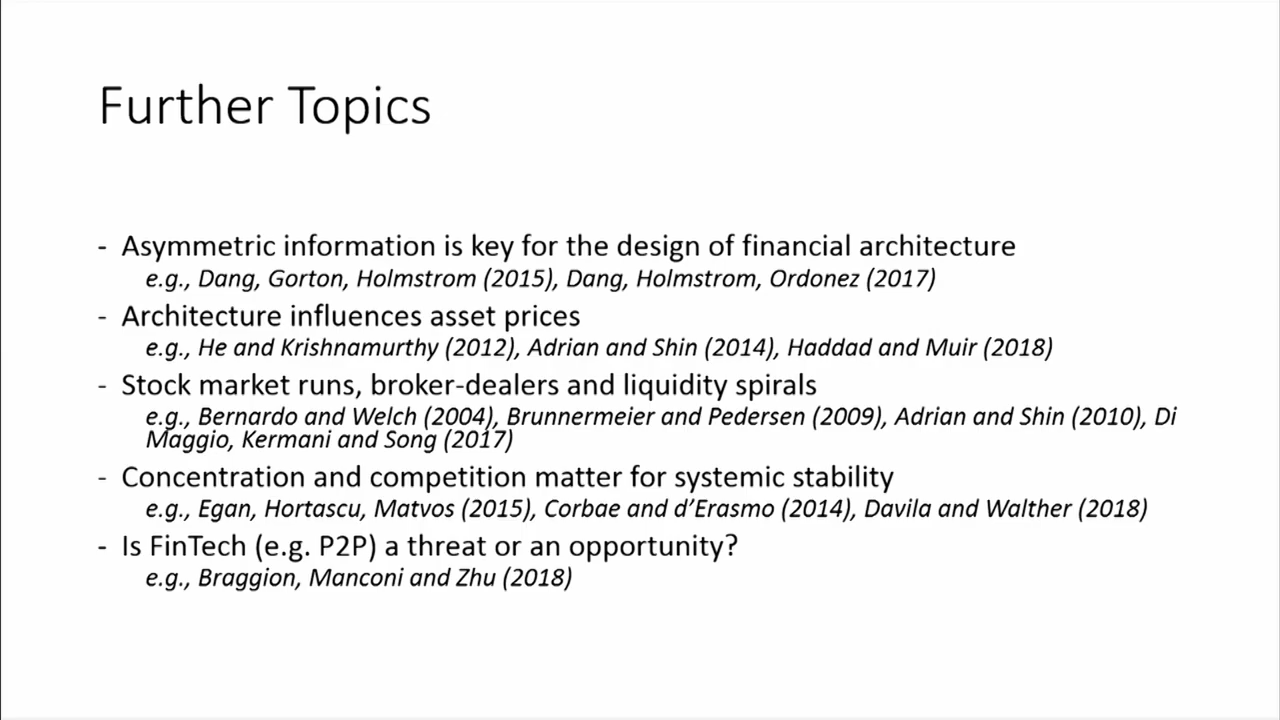 Further Topics
- Asymmetric information is key for the design of financial architecture
e.g., Dang, Gorton, Holmstrom (2015), Dang, Holmstrom, Ordonez (2017)
- Architecture influences asset prices
e.g., He and Krishnamurthy (2012), Adrian and Shin (2014), Haddad and Muir (2018)
- Stock market runs, broker-dealers and liquidity spirals
e.g., Bernardo and Welch (2004), Brunnermeier and Pedersen (2009), Adrian and Shin (2010), Di
Maggio, Kermani and Song (2017)
- Concentration and competition matter for systemic stability
e.g., Egan, Hortascu, Matvos (2015), Corbae and d’Erasmo (2014), Davila and Walther (2018)
- Is FinTech (e.g. P2P) a threat or an opportunity?
e.g., Braggion, Manconi and Zhu (2018)